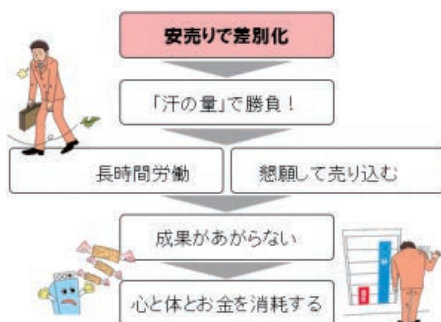 安売りで差別化
「汗の量」で勝負！
長時間労働
懇願して売り込む
成果があがらない
心と体とお金を消耗する